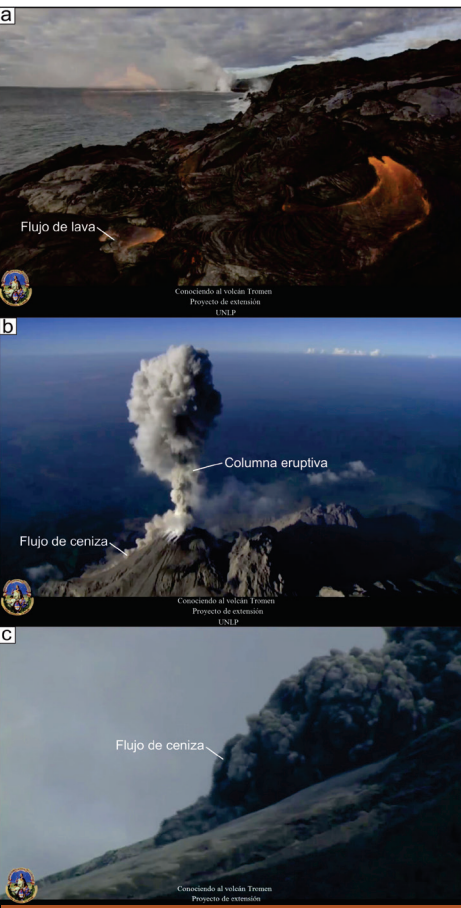 a
Flujo de lava
Conociendo al volcán Tromen
Proyecto de extensión
UNLP
b
Columna eruptiva
Flujo de ceniza
Conociendo al volcán Tromen
Proyecto de extensión
UNLP
c
Flujo de ceniza
Conociendo al volcán Tromen
Proyecto de extensión